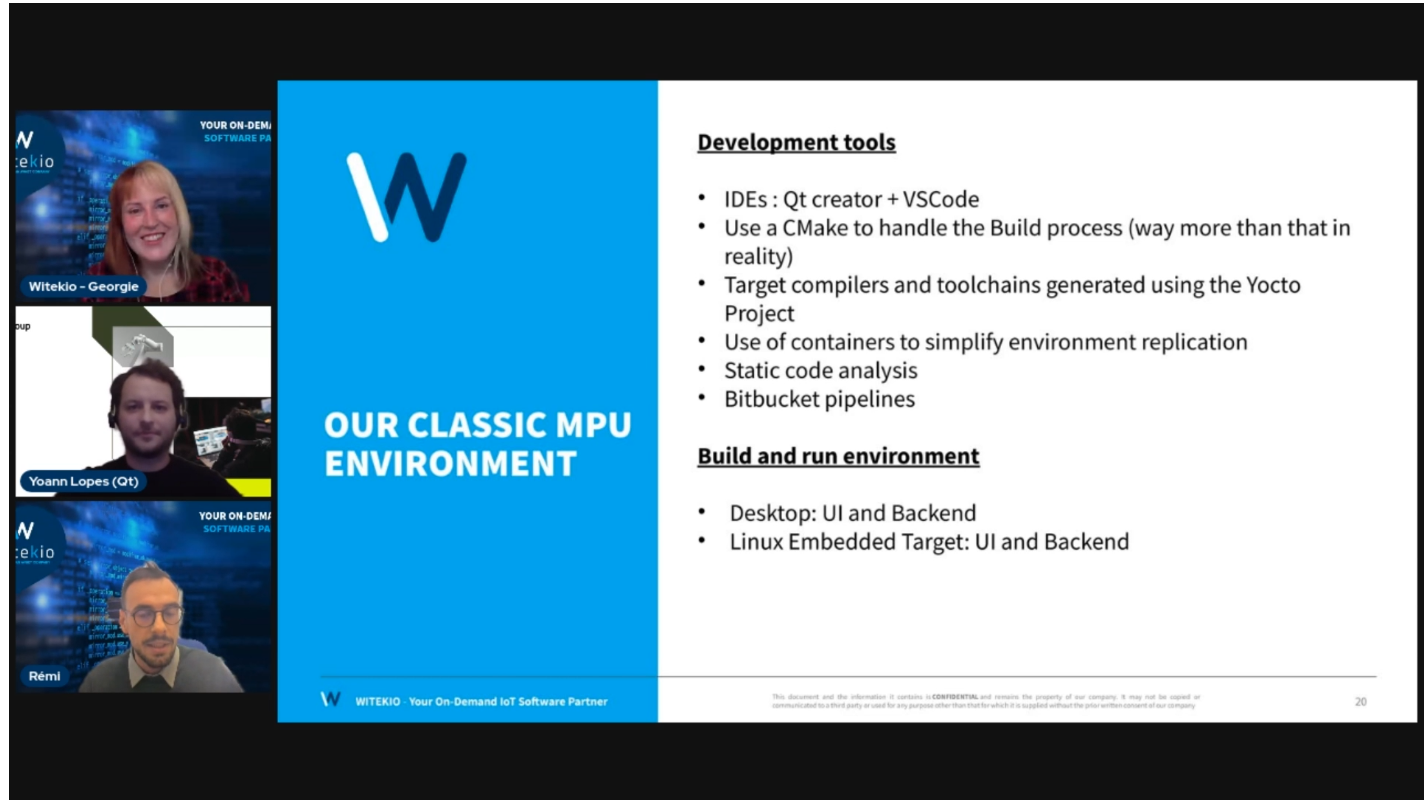 YOUR ON-DEMA
SOFTWARE PA
W
tekio
Witekio - Georgie
oup
Yoann Lopes (Qt)
YOUR ON-DEMA
SOFTWARE PA
W
tekio
Rémi
W
OUR CLASSIC MPU
ENVIRONMENT
Development tools
• IDEs : Qt creator + VSCode
• Use a CMake to handle the Build process (way more than that in
reality)
• Target compilers and toolchains generated using the Yocto
Project
• Use of containers to simplify environment replication
• Static code analysis
• Bitbucket pipelines
Build and run environment
• Desktop: UI and Backend
• Linux Embedded Target: UI and Backend
W WITEKIO - Your On-Demand IoT Software Partner
This document and the information it contains is CONFIDENTIAL and remains the property of our company. It may not be copied or
communicated to a third party or used for any purpose other than that for which it is supplied without the prior written consent of our company
20